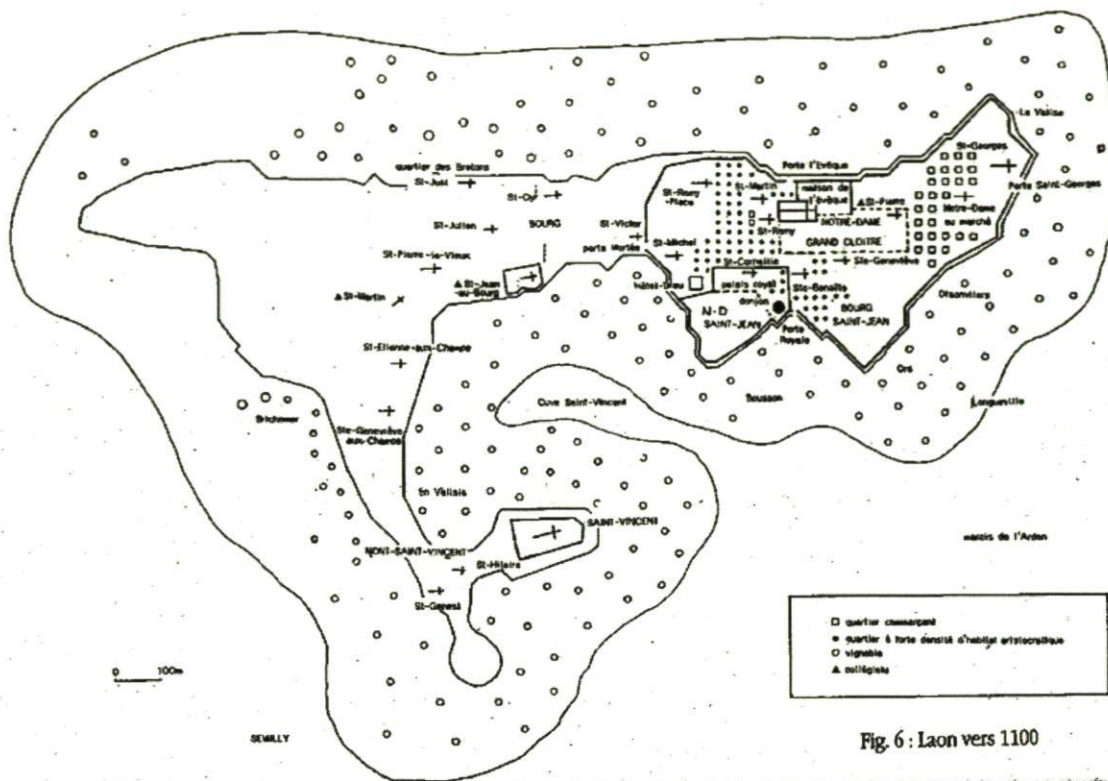 La Valise
St-Georges
Porte l'Evêque
quartier des Bretons
St-Just
St-Martin
maison de
l'évêque
Porte Saint-Georges
St-Remy
-Place
St-Pierre
St-Cyr
Notre-Dame
au marché
NOTRE-DAME
St-Julien
BOURG
St-Victor
St-Remy
porte Mortée
St-Michel
GRAND CLOITRE
St-Pierre-le-Vieux
St-Corneille
Ste-Geneviève
St-Jean
-au-Bourg
Hôtel-Dieu
palais royal
Ste-Benoîte
St-Martin
donjon
N-D
SAINT-JEAN
BOURG
SAINT-JEAN
Porte
Royale
St-Etienne-aux-Champs
Oré
Bousson
Longueville
Cuve Saint-Vincent
Ste-Geneviève
aux-Champs
En Vallais
SAINT-VINCENT
MONT-SAINT-VINCENT
St-Hilaire
marais de l'Ardon
St-Genest
quartier commerçant
quartier à forte densité d'habitat aristocratique
vignoble
collégiale
0 100m
SEMILLY
Fig. 6 : Laon vers 1100